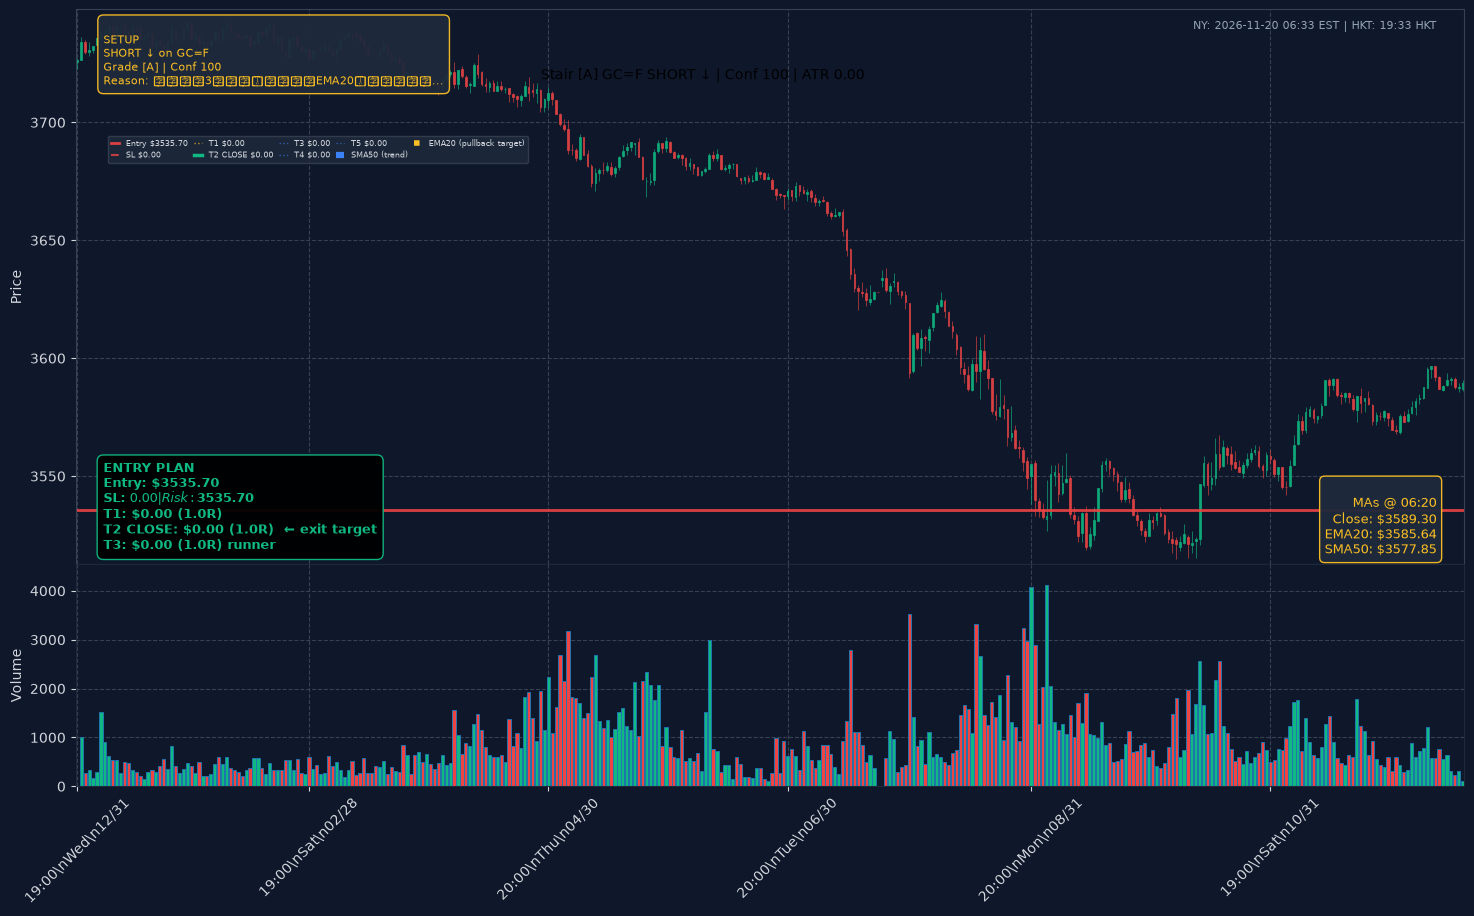 NY: 2026-11-20 06:33 EST | HKT: 19:33 HKT
SETUP
SHORT ↓ on GC=F
Grade [A] | Conf 100
Reason: 3 EMA20 ...
Stair [A] GC=F SHORT ↓ | Conf 100 | ATR 0.00
Entry $3535.70
SL $0.00
T1 $0.00
T2 CLOSE $0.00
T3 $0.00
T4 $0.00
T5 $0.00
SMA50 (trend)
EMA20 (pullback target)
Price
3700
3650
3600
3550
ENTRY PLAN
Entry: $3535.70
SL: 0.00|Risk:3535.70
T1: $0.00 (1.0R)
T2 CLOSE: $0.00 (1.0R) ← exit target
T3: $0.00 (1.0R) runner
MAs @ 06:20
Close: $3589.30
EMA20: $3585.64
SMA50: $3577.85
Volume
4000
3000
2000
1000
0
19:00\nWed\n12/31
19:00\nSat\n02/28
20:00\nThu\n04/30
20:00\nTue\n06/30
20:00\nMon\n08/31
19:00\nSat\n10/31